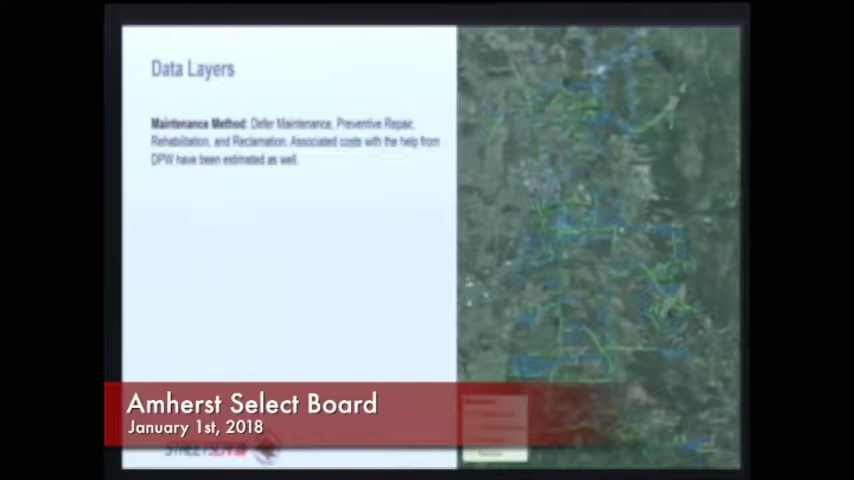 Data Layers
Maintenance Method: Defer Maintenance, Preventive Repair,
Rehabilitation, and Reclamation. Associated costs with the help from
DPW have been estimated as well.
Amherst Select Board
January 1st, 2018